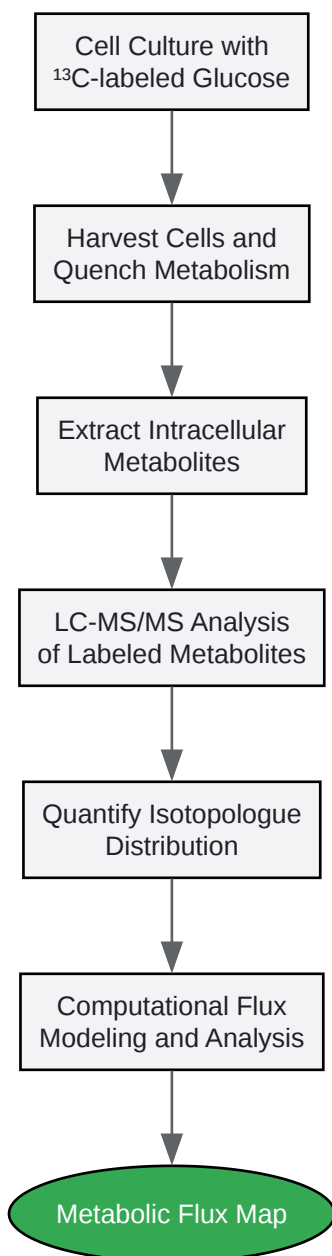 Cell Culture with
¹³C-labeled Glucose
Harvest Cells and
Quench Metabolism
Extract Intracellular
Metabolites
LC-MS/MS Analysis
of Labeled Metabolites
Quantify Isotopologue
Distribution
Computational Flux
Modeling and Analysis
Metabolic Flux Map